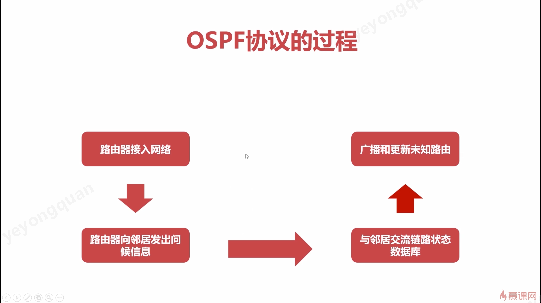 OSPF协议的过程
路由器接入网络
广播和更新未知路由
路由器向邻居发出问
候信息
与邻居交流链路状态
数据库
yeyongquan
yeyongquan
慕课网